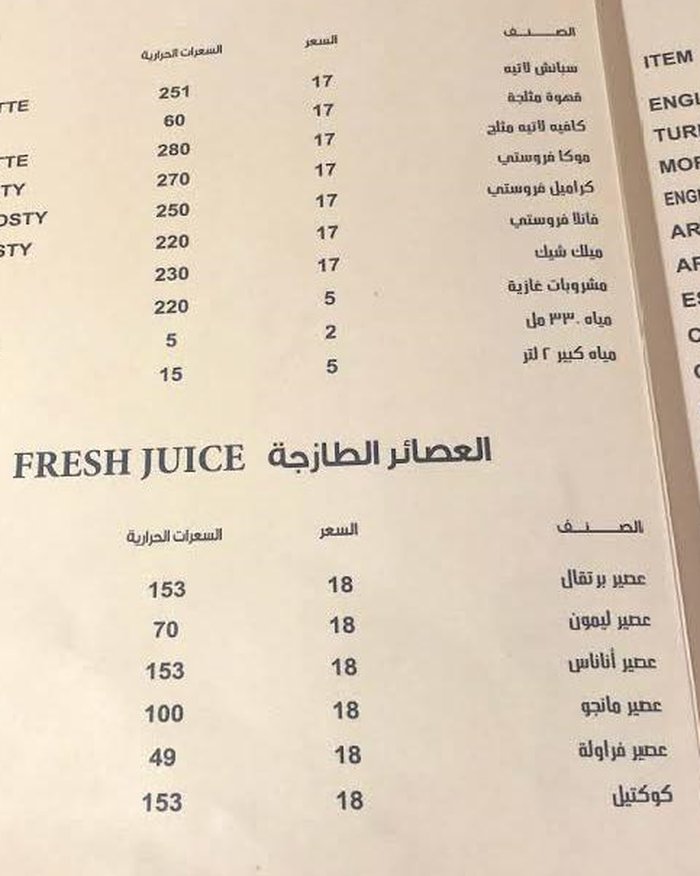 الصنف السعر السعرات الحرارية
سبانش لاتيه 17 251
TTE
قهوة مثلجة 17 60
كافيه لاتيه مثلج 17 280
TTE
موكا فروستي 17 270
TY
كراميل فروستي 17 250
OSTY
فانلا فروستي 17 220
STY
ميلك شيك 17 230
مشروبات غازية 5 220
مياه ٣٣٠ مل 2 5
مياه كبير ٢ لتر 5 15
FRESH JUICE العصائر الطازجة
الصنف السعر السعرات الحرارية
عصير برتقال 18 153
عصير ليمون 18 70
عصير أناناس 18 153
عصير مانجو 18 100
عصير فراولة 18 49
كوكتيل 18 153
ITEM
ENGL
TUR
MOR
ENGL
AR
AR
ES